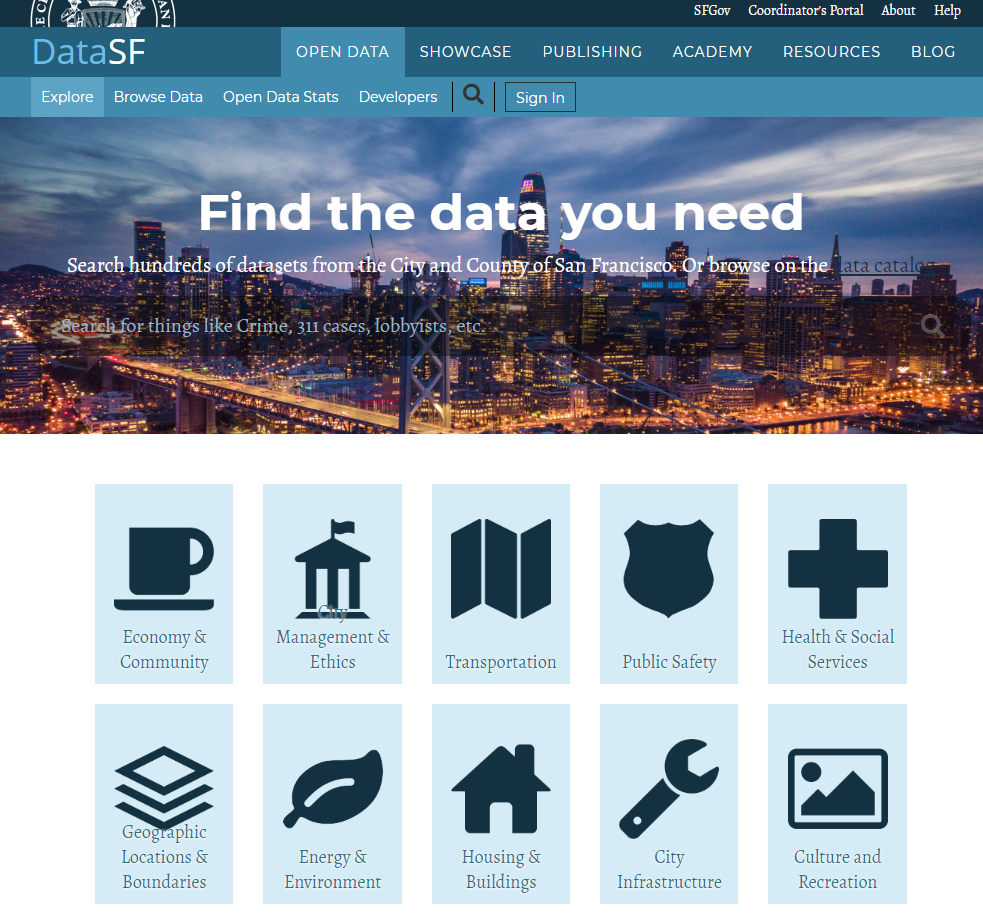 SFGov Coordinator's Portal About Help
DataSF
OPEN DATA SHOWCASE PUBLISHING ACADEMY RESOURCES BLOG
Explore Browse Data Open Data Stats Developers Sign In
Find the data you need
Search hundreds of datasets from the City and County of San Francisco. Or browse on the data catalog
Search for things like Crime, 311 cases, lobbyists, etc
Economy &
Community
City
Management &
Ethics
Transportation
Public Safety
Health & Social
Services
Geographic
Locations &
Boundaries
Energy &
Environment
Housing &
Buildings
City
Infrastructure
Culture and
Recreation